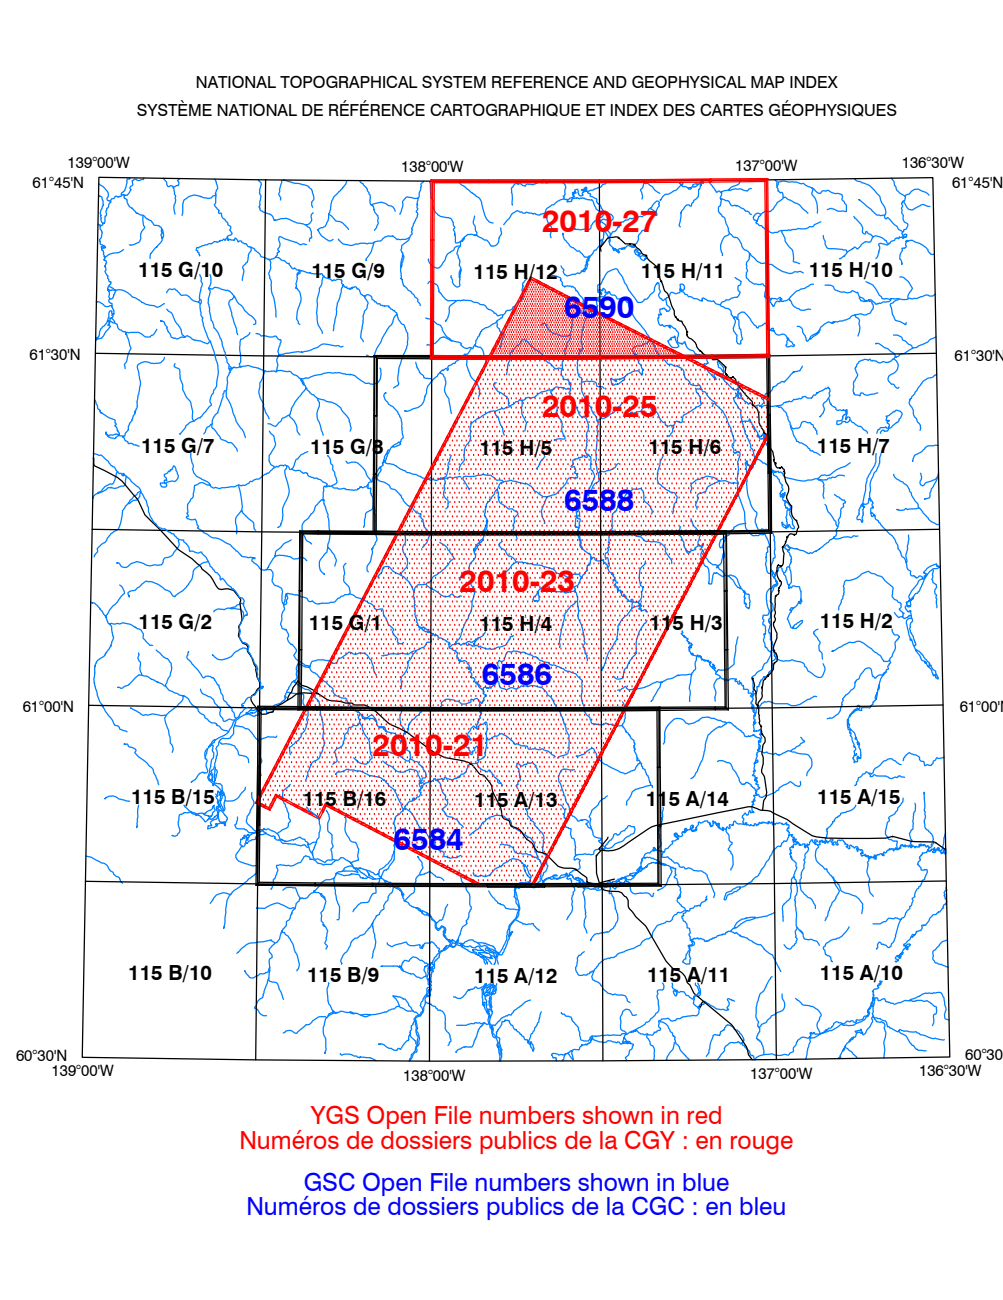 NATIONAL TOPOGRAPHICAL SYSTEM REFERENCE AND GEOPHYSICAL MAP INDEX
SYSTÈME NATIONAL DE RÉFÉRENCE CARTOGRAPHIQUE ET INDEX DES CARTES GÉOPHYSIQUES
139°00'W 138°00'W 137°00'W 136°30'W
61°45'N 61°45'N
2010-27
115 G/10 115 G/9 115 H/12 115 H/11 115 H/10
6590
61°30'N 61°30'N
2010-25
115 G/7 115 G/8 115 H/5 115 H/6 115 H/7
6588
2010-23
115 G/2 115 G/1 115 H/4 115 H/3 115 H/2
6586
61°00'N 61°00'N
2010-21
115 B/15 115 B/16 115 A/13 115 A/14 115 A/15
6584
115 B/10 115 B/9 115 A/12 115 A/11 115 A/10
60°30'N 60°30
139°00'W 138°00'W 137°00'W 136°30'W
YGS Open File numbers shown in red
Numéros de dossiers publics de la CGY : en rouge
GSC Open File numbers shown in blue
Numéros de dossiers publics de la CGC : en bleu